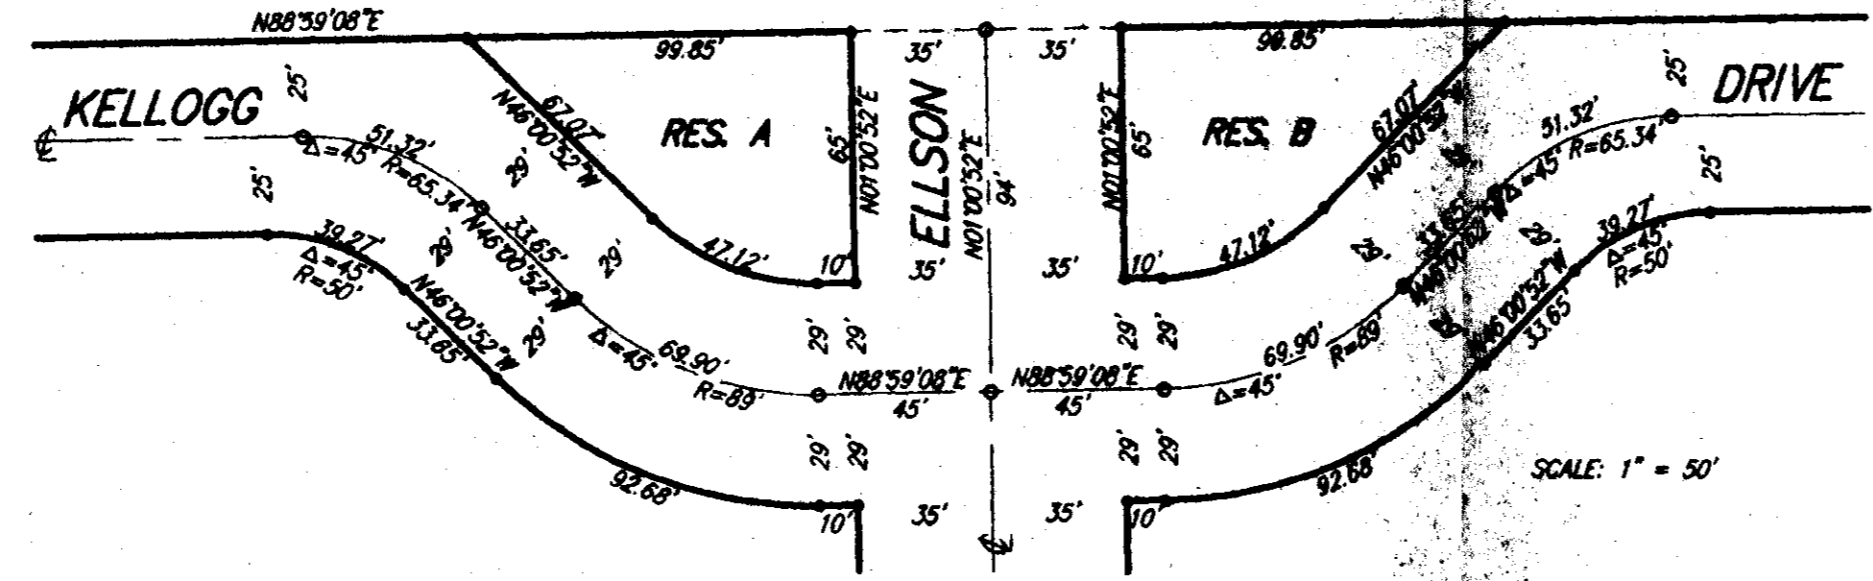 N88°59'08"E
99.85'
35'
35'
99.85'
25'
KELLOGG
℄
51.32'
Δ=45°
R=65.34'
67.07'
N46°00'52"W
RES. A
65'
N01°00'52"E
ELLSON
N01°00'52"E
94'
N01°00'52"E
65'
RES. B
67.07'
25'
DRIVE
51.32'
Δ=45°
R=65.34'
25'
25'
29'
33.65'
N46°00'52"W
29'
29'
47.12'
10'
35'
35'
10'
47.12'
39.27'
Δ=45°
R=50'
39.27'
Δ=45°
R=50'
N46°00'52"W
33.65'
29'
Δ=45°
69.90'
R=89'
29'
29'
N88°59'08"E
45'
N88°59'08"E
45'
29'
29'
69.90'
Δ=45°
R=89'
N46°00'52"W
33.65'
29'
29'
29'
29'
92.68'
10'
35'
35'
10'
92.68'
℄
SCALE: 1" = 50'